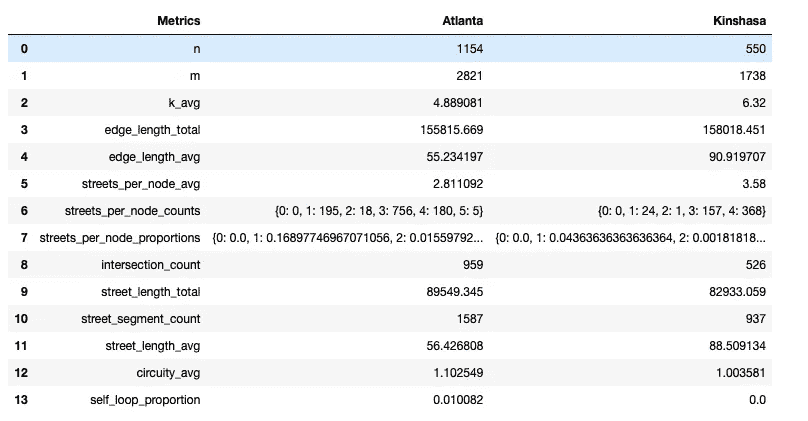 Metrics Atlanta Kinshasa
0 n 1154 550
1 m 2821 1738
2 k_avg 4.889081 6.32
3 edge_length_total 155815.669 158018.451
4 edge_length_avg 55.234197 90.919707
5 streets_per_node_avg 2.811092 3.58
6 streets_per_node_counts {0: 0, 1: 195, 2: 18, 3: 756, 4: 180, 5: 5} {0: 0, 1: 24, 2: 1, 3: 157, 4: 368}
7 streets_per_node_proportions {0: 0.0, 1: 0.16897746967071056, 2: 0.01559792... {0: 0.0, 1: 0.04363636363636364, 2: 0.00181818...
8 intersection_count 959 526
9 street_length_total 89549.345 82933.059
10 street_segment_count 1587 937
11 street_length_avg 56.426808 88.509134
12 circuity_avg 1.102549 1.003581
13 self_loop_proportion 0.010082 0.0